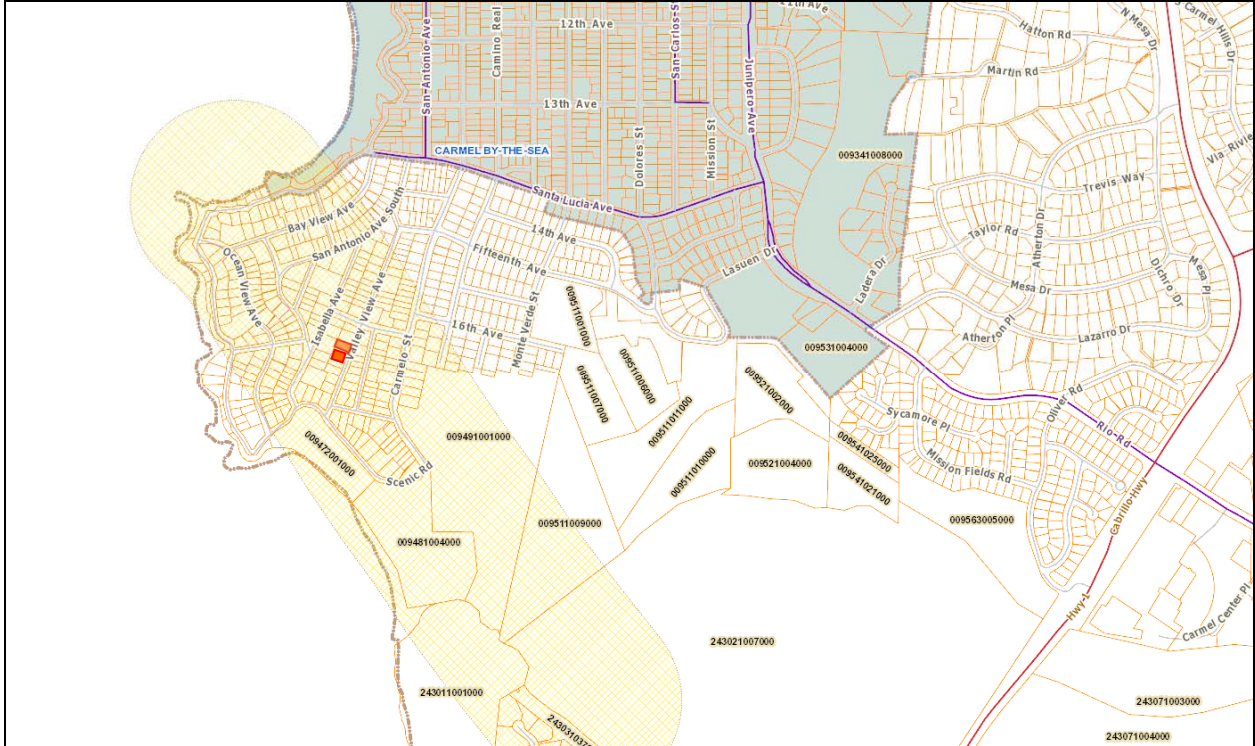 21th Ave
12th Ave
N Mesa Dr
Carmel Hills Dr
Hatton Rd
San Antonio Ave
Camino Real
San-Carlos-St
Junipero Ave
Martin Rd
13th Ave
Via Rivie
CARMEL BY-THE-SEA
Dolores St
Mission St
009341008000
Trevis Way
Santa Lucia Ave
Bay View Ave
San Antonio Ave South
14th Ave
Taylor Rd
Atherton Dr
Ocean View Ave
Fifteenth Ave
Lasuen Dr
Ladera Dr
Mesa Dr
Dichro Dr
Mesa Pl
Isabella Ave
Valley View Ave
16th Ave
Monte Verde St
009511001000
Atherton Pl
Lazarro Dr
Carmelo St
009531004000
009511006000
009511007000
009521002000
Oliver Rd
009511011000
Sycamore Pl
Rio Rd
009472001000
009491001000
009541025000
Scenic Rd
009511010000
009521004000
009541021000
Mission Fields Rd
009511009000
009563005000
Cabrillo Hwy
009481004000
Hwy-1
Carmel Center Pl
243021007000
243011001000
243071003000
24303103
243071004000